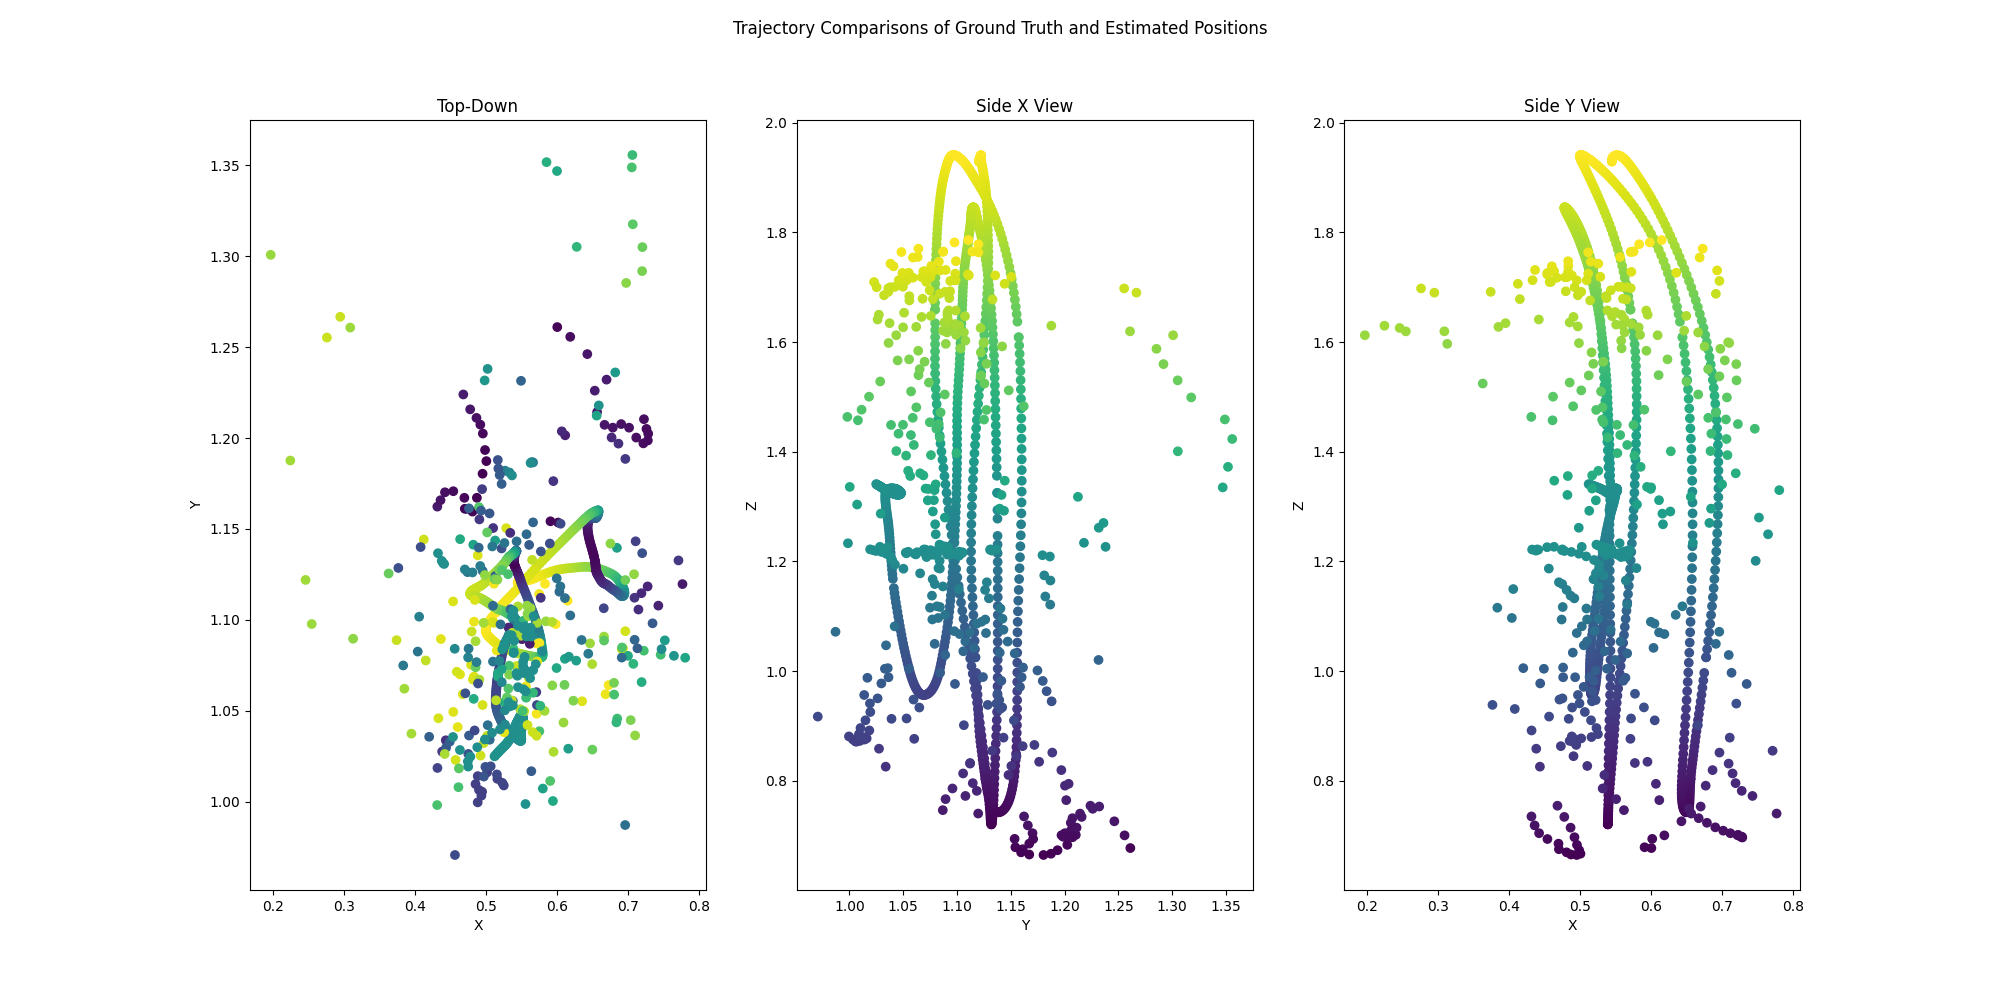 Trajectory Comparisons of Ground Truth and Estimated Positions
Top-Down
Side X View
Side Y View
Y
1.35
1.30
1.25
1.20
1.15
1.10
1.05
1.00
0.2 0.3 0.4 0.5 0.6 0.7 0.8
X
Z
2.0
1.8
1.6
1.4
1.2
1.0
0.8
1.00 1.05 1.10 1.15 1.20 1.25 1.30 1.35
Y
Z
2.0
1.8
1.6
1.4
1.2
1.0
0.8
0.2 0.3 0.4 0.5 0.6 0.7 0.8
X